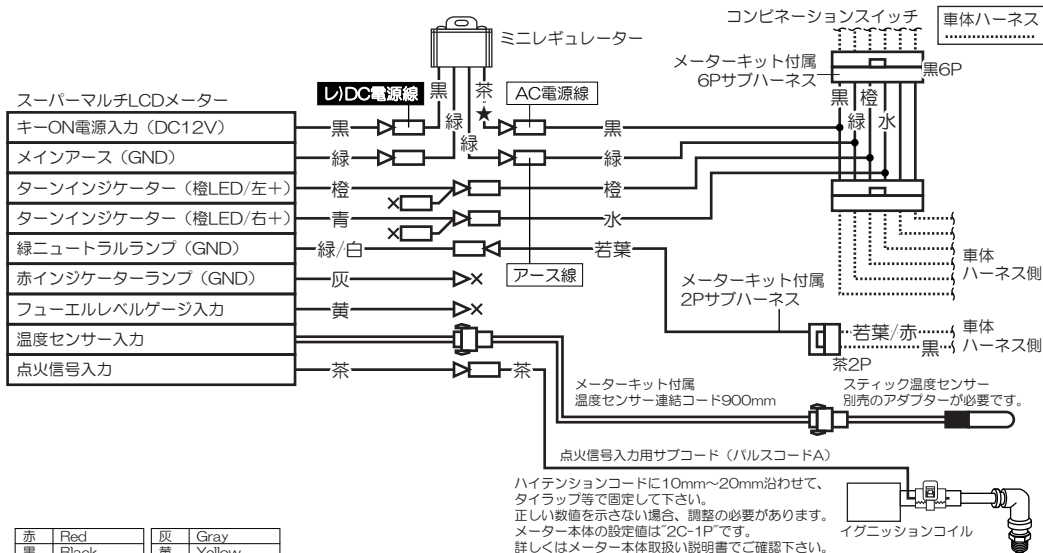 コンビネーションスイッチ
車体ハーネス
ミニレギュレーター
メーターキット付属
6Pサブハーネス
黒6P
スーパーマルチLCDメーター
レ)DC電源線
黒
緑
緑
茶
★
AC電源線
黒
橙
緑
水
キーON電源入力（DC12V）
黒
黒
メインアース（GND）
緑
緑
ターンインジケーター（橙LED/左＋）
橙
橙
×
ターンインジケーター（橙LED/右＋）
青
水
×
緑ニュートラルランプ（GND）
緑/白
若葉
車体
ハーネス側
赤インジケーターランプ（GND）
灰
×
アース線
メーターキット付属
2Pサブハーネス
フューエルレベルゲージ入力
黄
×
若葉/赤
黒
車体
ハーネス側
茶2P
温度センサー入力
点火信号入力
茶
茶
メーターキット付属
温度センサー連結コード900mm
スティック温度センサー
別売のアダプターが必要です。
点火信号入力用サブコード（パルスコードA）
ハイテンションコードに10mm～20mm沿わせて、
タイラップ等で固定して下さい。
正しい数値を示さない場合、調整の必要があります。
メーター本体の設定値は"2C-1P"です。
詳しくはメーター本体取扱い説明書でご確認下さい。
イグニッションコイル
赤 Red 灰 Gray
黒 Black 黄 Yellow